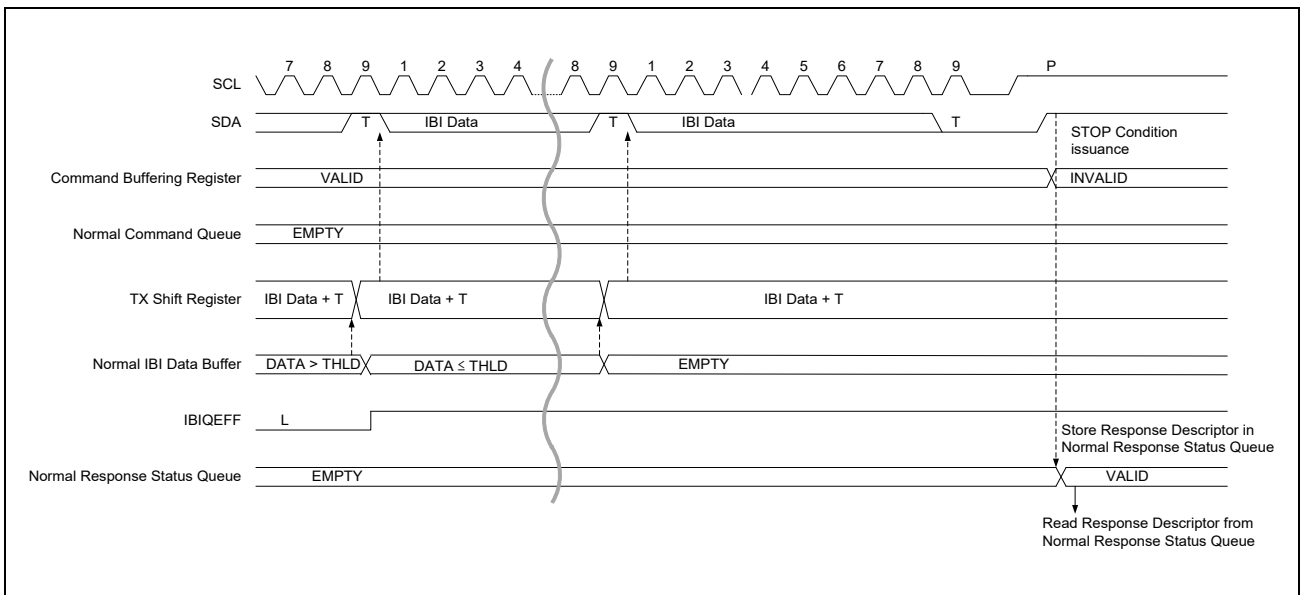 7 8 9 1 2 3 4 8 9 1 2 3 4 5 6 7 8 9 P
SCL
SDA T IBI Data T IBI Data T
STOP Condition
issuance
Command Buffering Register VALID INVALID
Normal Command Queue EMPTY
TX Shift Register IBI Data + T IBI Data + T IBI Data + T
Normal IBI Data Buffer DATA > THLD DATA ≤ THLD EMPTY
IBIQEFF L
Store Response Descriptor in
Normal Response Status Queue
Normal Response Status Queue EMPTY VALID
Read Response Descriptor from
Normal Response Status Queue